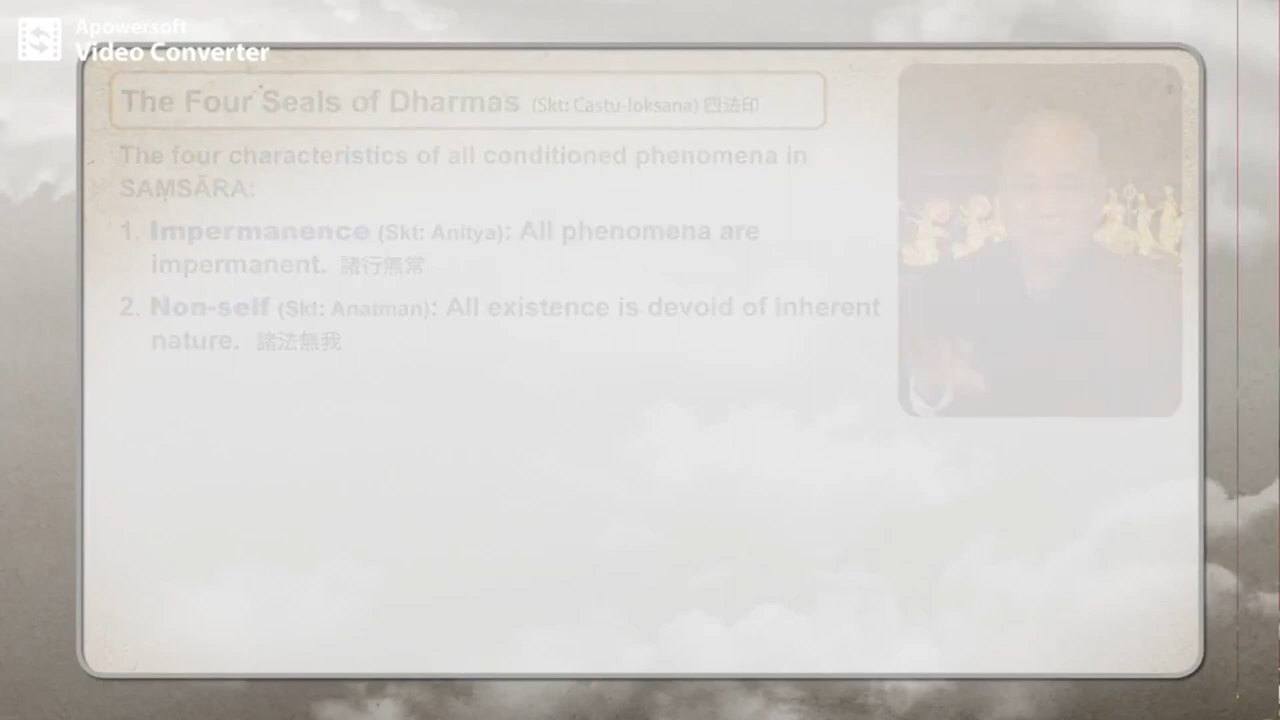 Apowersoft
Video Converter
The Four Seals of Dharmas (Skt: Castu-loksana) 四法印
The four characteristics of all conditioned phenomena in
SAṂSĀRA:
1. Impermanence (Skt: Anitya): All phenomena are
impermanent. 諸行無常
2. Non-self (Skt: Anatman): All existence is devoid of inherent
nature. 諸法無我